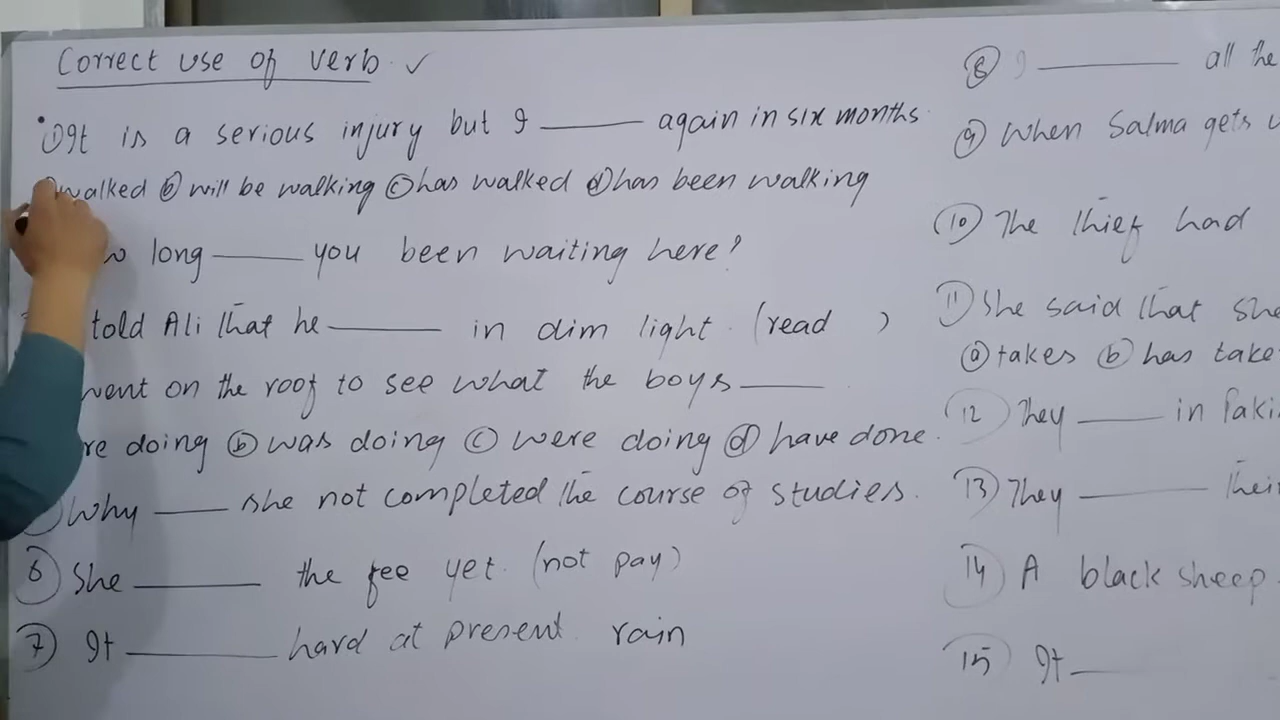 Correct use of verb ✓
① It is a serious injury but I ______ again in six months.
walked ⓑ will be walking ⓒ has walked ⓓ has been walking
long ______ you been waiting here?
told Ali that he ______ in dim light. (read )
went on the roof to see what the boys ______
re doing ⓑ was doing ⓒ were doing ⓓ have done.
Why ______ she not completed the course of studies.
⑥ She ______ the fee yet. (not pay)
⑦ It ______ hard at present. rain
⑧ I ______ all the
⑨ When Salma gets
⑩ The thief had
⑪ She said that she
ⓐ takes ⓑ has take
⑫ They ______ in Paki
⑬ They ______ thei
⑭ A black sheep
⑮ It ______